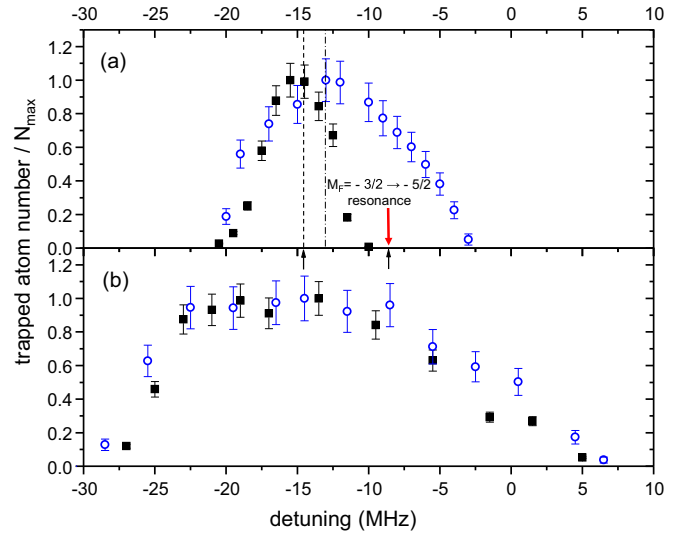 -30 -25 -20 -15 -10 -5 0 5 10
(a)
1.2
1.0
0.8
0.6
0.4
0.2
0.0
M_F= - 3/2 → - 5/2
resonance
(b)
1.2
1.0
0.8
0.6
0.4
0.2
0.0
trapped atom number / N_max
-30 -25 -20 -15 -10 -5 0 5 10
detuning (MHz)